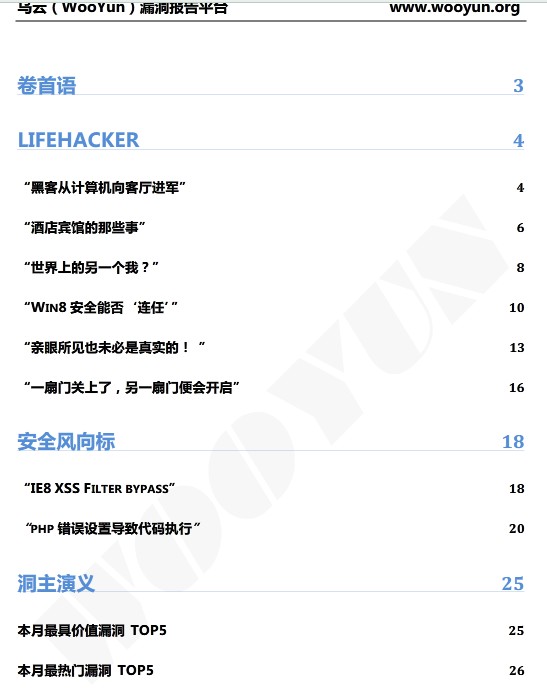 乌云（WooYun）漏洞报告平台 www.wooyun.org
卷首语 3
LIFEHACKER 4
“黑客从计算机向客厅进军” 4
“酒店宾馆的那些事” 6
“世界上的另一个我？” 8
“WIN8 安全能否‘连任’” 10
“亲眼所见也未必是真实的！ ” 13
“一扇门关上了，另一扇门便会开启” 16
安全风向标 18
“IE8 XSS FILTER BYPASS” 18
“PHP 错误设置导致代码执行” 20
洞主演义 25
本月最具价值漏洞 TOP5 25
本月最热门漏洞 TOP5 26
WOOYUN